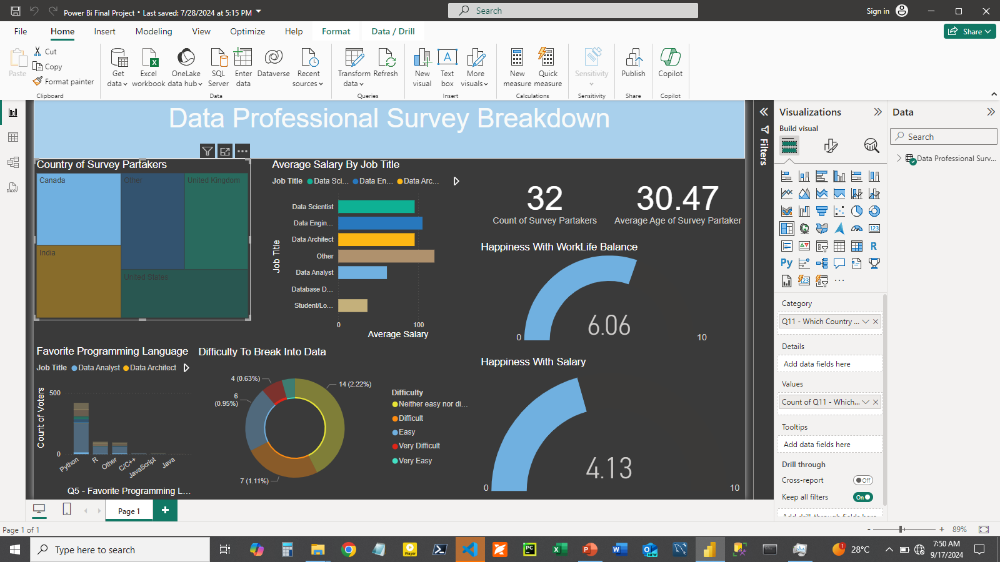 Power Bi Final Project • Last saved: 7/28/2024 at 5:15 PM
Search
Sign in
File
Home
Insert
Modeling
View
Optimize
Help
Format
Data / Drill
Share
Paste
Cut
Copy
Format painter
Get data
Excel workbook
OneLake data hub
SQL Server
Enter data
Dataverse
Recent sources
Transform data
Refresh
New visual
Text box
More visuals
New measure
Quick measure
Sensitivity
Publish
Copilot
Clipboard
Data
Queries
Insert
Calculations
Sensitivity
Share
Copilot
Data Professional Survey Breakdown
Country of Survey Partakers
Canada
Other
United Kingdom
India
United States
Average Salary By Job Title
Job Title
Data Sci...
Data En...
Data Arc...
Job Title
Data Scientist
Data Engin...
Data Architect
Other
Data Analyst
Database D...
Student/Lo...
0
100
Average Salary
32
Count of Survey Partakers
30.47
Average Age of Survey Partaker
Happiness With WorkLife Balance
6.06
0
10
Favorite Programming Language
Job Title
Data Analyst
Data Architect
Count of Voters
500
0
Python
R
Other
C/C++
JavaScript
Java
Q5 - Favorite Programming L...
Difficulty To Break Into Data
4 (0.63%)
14 (2.22%)
6
(0.95%)
7 (1.11%)
Difficulty
Neither easy nor di...
Difficult
Easy
Very Difficult
Very Easy
Happiness With Salary
4.13
0
10
Filters
Visualizations
Build visual
123
R
Py
123
Category
Q11 - Which Country ...
Details
Add data fields here
Values
Count of Q11 - Which...
Tooltips
Add data fields here
Drill through
Cross-report
Off
Keep all filters
On
Add drill-through fields here
Data
Search
Data Professional Surv...
DAX
Page 1
+
Page 1 of 1
-
+
89%
Type here to search
28°C
7:50 AM
9/17/2024